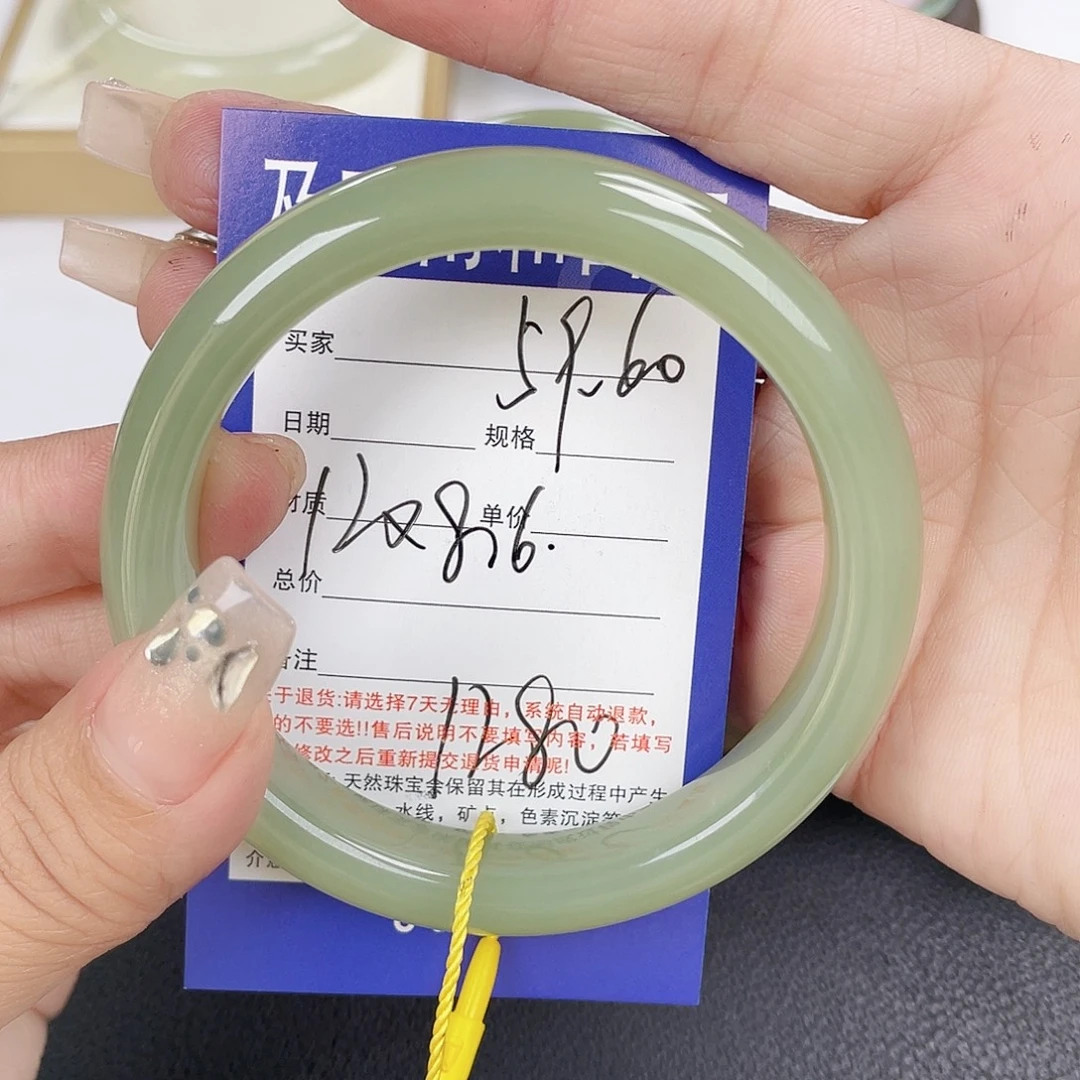 买家
59.60
日期 规格
材质 12x8.6. 单价
总价
备注
1280
于退货:请选择7天无理由，系统自动退款，
的不要选!!售后说明不要填写内容，若填写
修改之后重新提交退货申请呢!
天然珠宝会保留其在形成过程中产生
水线，矿点，色素沉淀等